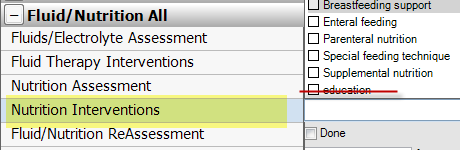 Fluid/Nutrition All
Fluids/Electrolyte Assessment
Fluid Therapy Interventions
Nutrition Assessment
Nutrition Interventions
Fluid/Nutrition ReAssessment
Breastfeeding support
Enteral feeding
Parenteral nutrition
Special feeding technique
Supplemental nutrition
education
Done